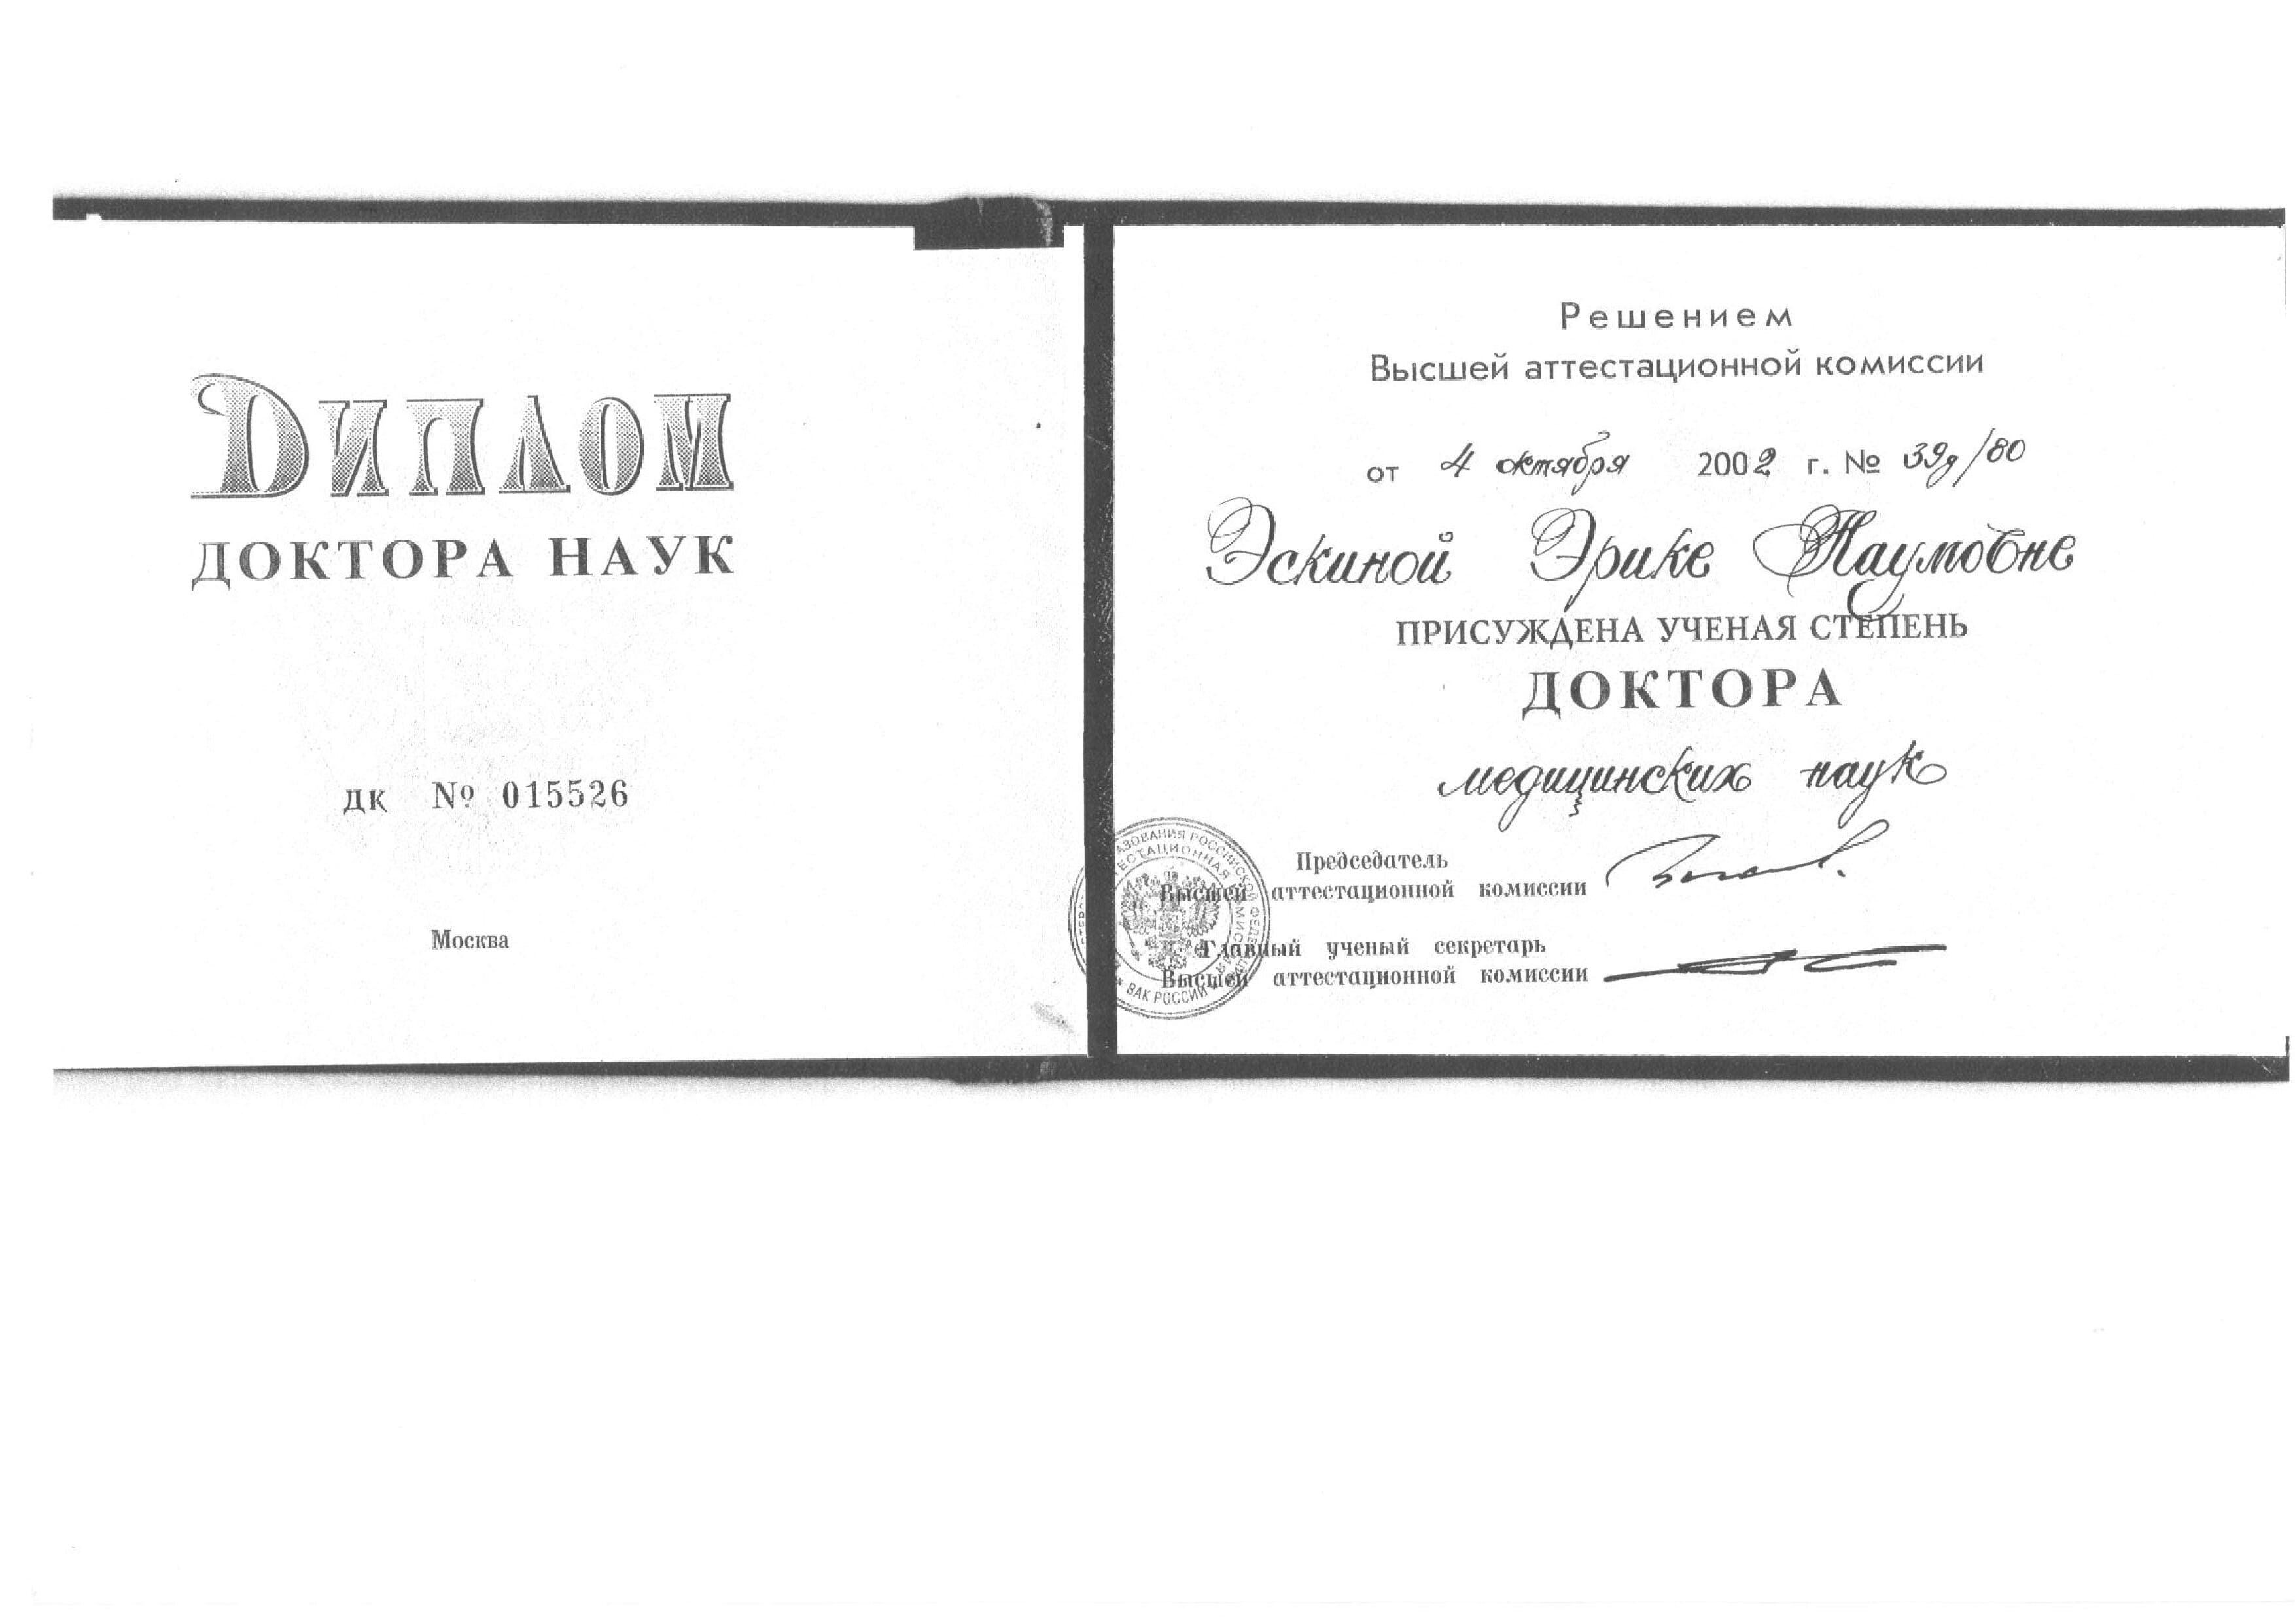 ДИПЛОМ
ДОКТОРА НАУК
ДК № 015526
Москва
Решением
Высшей аттестационной комиссии
от 4 октября 2002 г. № 39д/80
Эскиной Эрике Наумовне
ПРИСУЖДЕНА УЧЕНАЯ СТЕПЕНЬ
ДОКТОРА
медицинских наук
Председатель
Высшей аттестационной комиссии
Главный ученый секретарь
Высшей аттестационной комиссии
РОССИЙСКОЙ
ВАК РОССИИ